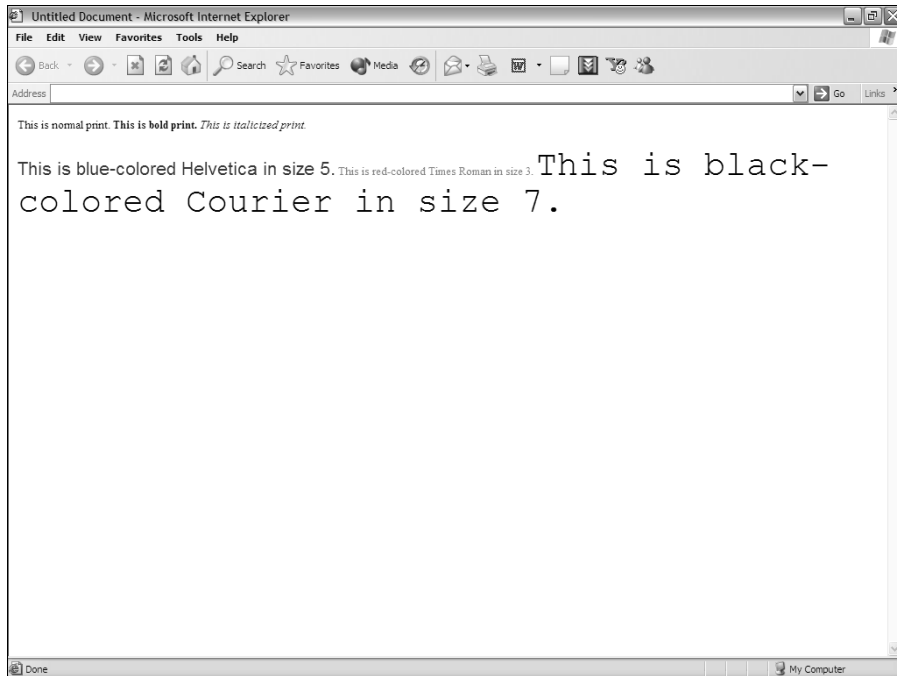 Untitled Document - Microsoft Internet Explorer
File Edit View Favorites Tools Help
Back Search Favorites Media W
Address Go Links
This is normal print. This is bold print. This is italicized print.
This is blue-colored Helvetica in size 5. This is red-colored Times Roman in size 3. This is black-
colored Courier in size 7.
Done My Computer